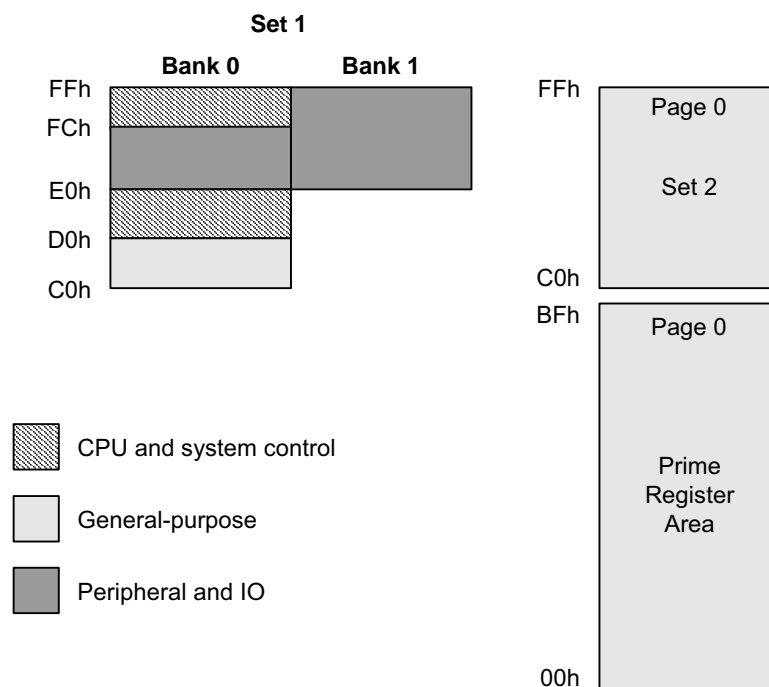 Set 1
Bank 0 Bank 1
FFh
FCh
E0h
D0h
C0h
FFh
Page 0
Set 2
C0h
BFh
Page 0
Prime
Register
Area
00h
CPU and system control
General-purpose
Peripheral and IO